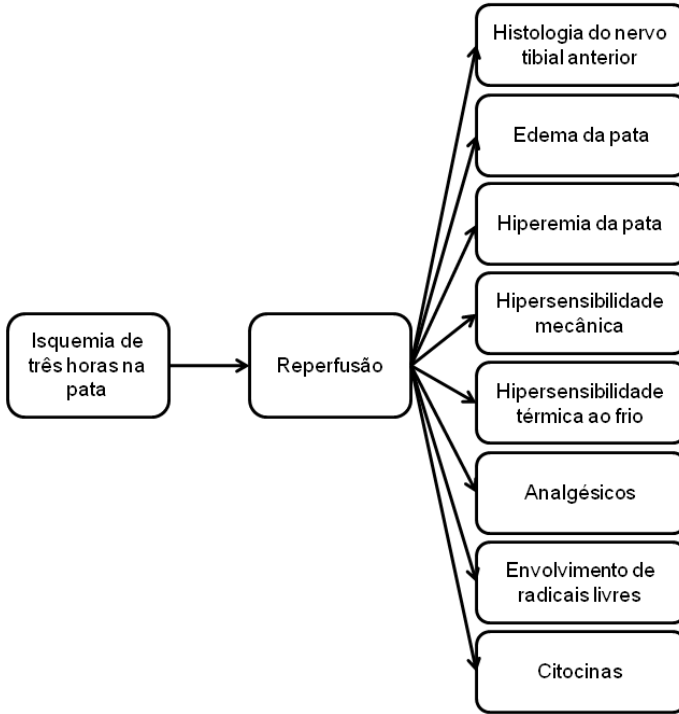 Isquemia de
três horas na
pata
Reperfusão
Histologia do nervo
tibial anterior
Edema da pata
Hiperemia da pata
Hipersensibilidade
mecânica
Hipersensibilidade
térmica ao frio
Analgésicos
Envolvimento de
radicais livres
Citocinas